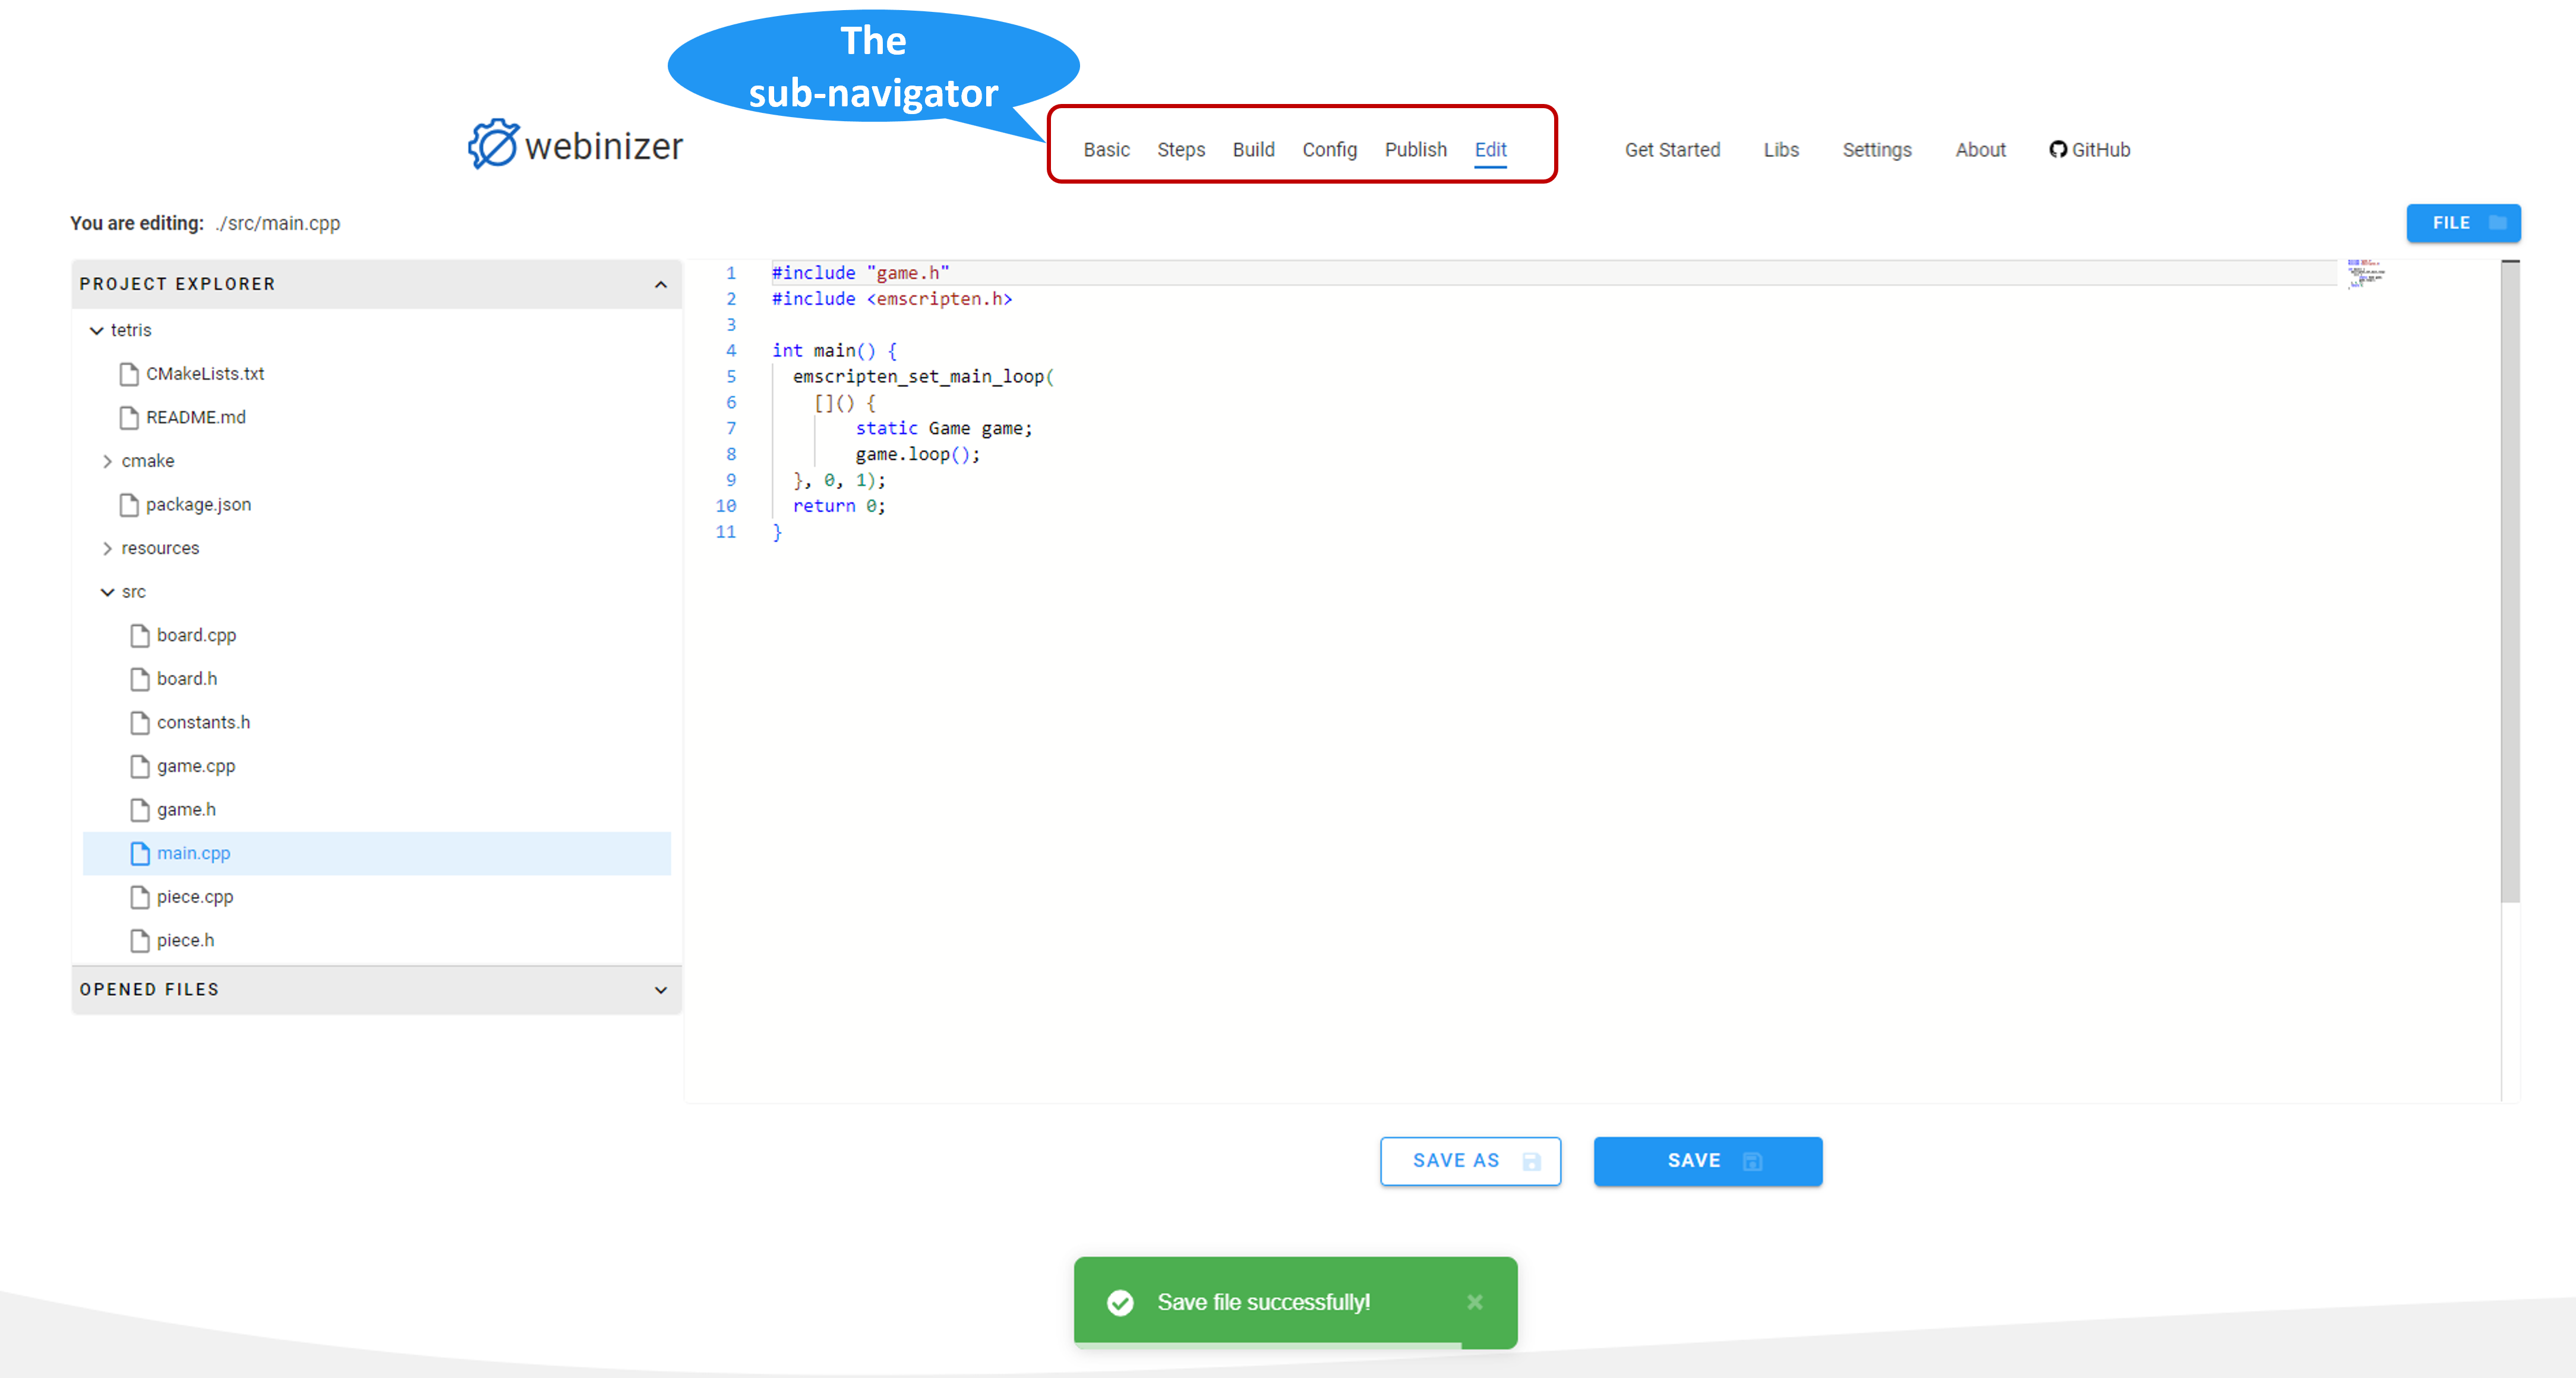 The
sub-navigator
webinizer
Basic Steps Build Config Publish Edit Get Started Libs Settings About GitHub
You are editing: ./src/main.cpp
FILE
PROJECT EXPLORER
tetris
CMakeLists.txt
README.md
cmake
package.json
resources
src
board.cpp
board.h
constants.h
game.cpp
game.h
main.cpp
piece.cpp
piece.h
OPENED FILES
1 #include "game.h"
2 #include <emscripten.h>
3
4 int main() {
5 emscripten_set_main_loop(
6 []() {
7 static Game game;
8 game.loop();
9 }, 0, 1);
10 return 0;
11 }
SAVE AS
SAVE
Save file successfully!